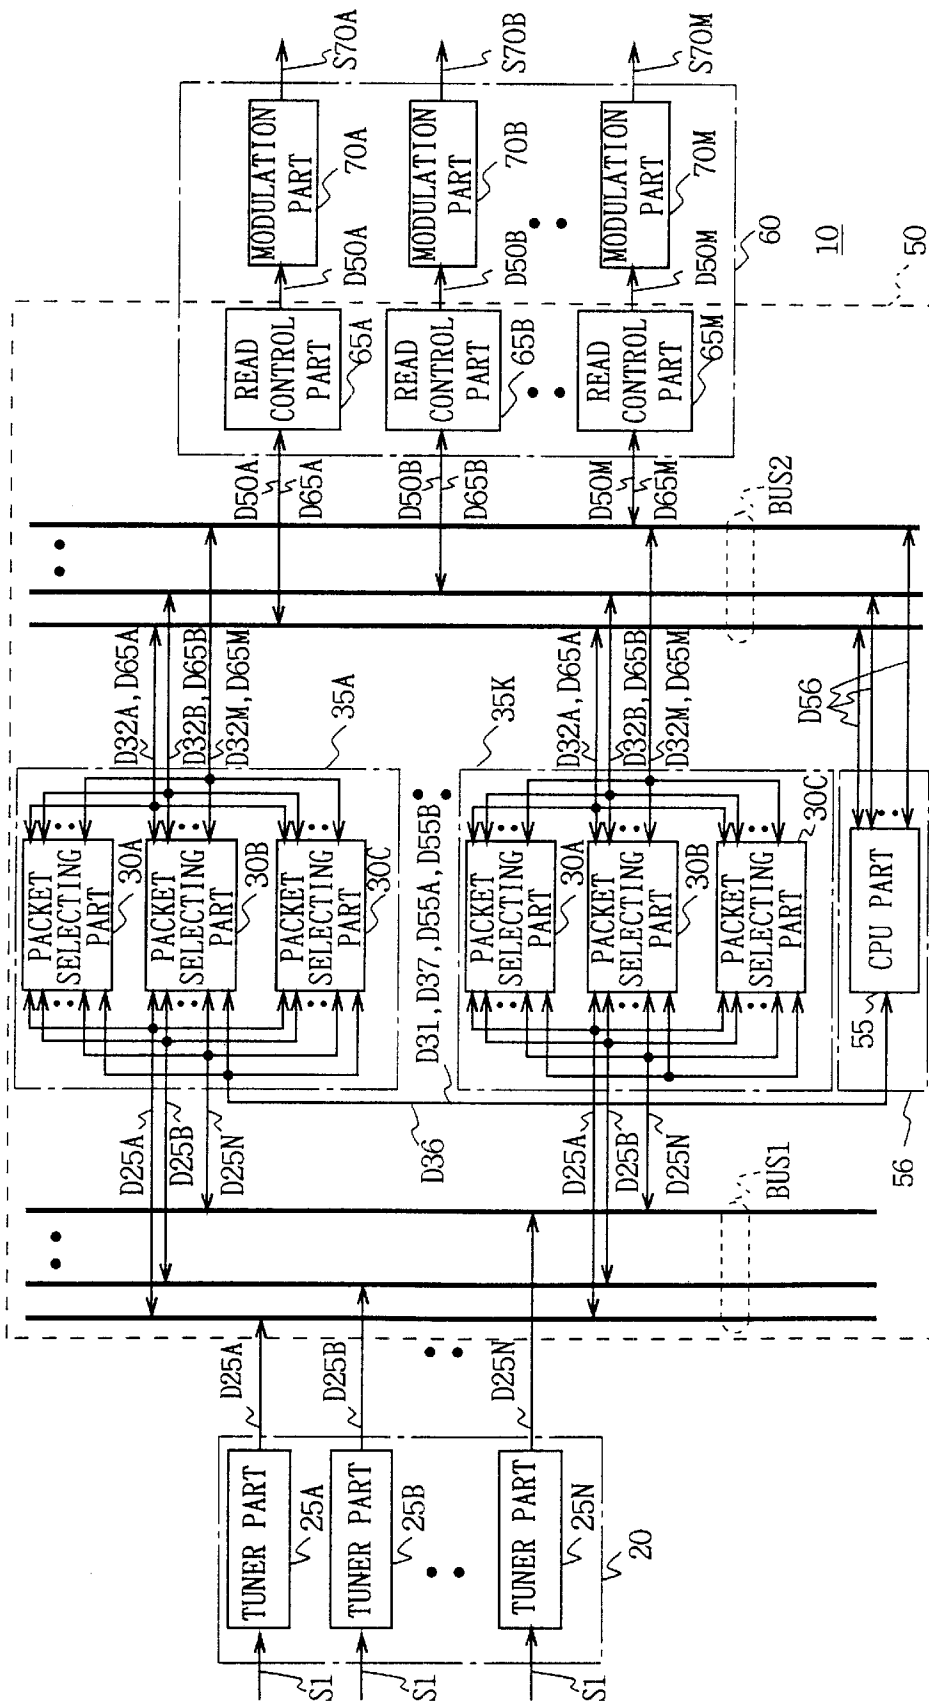 S1
S1
S1
TUNER PART
25A
TUNER PART
25B
TUNER PART
25N
20
D25A
D25B
D25N
BUS1
D25A
D25B
D25N
D36
D25A
D25B
D25N
D31, D37, D55A, D55B
PACKET
SELECTING
PART
30A
PACKET
SELECTING
PART
30B
PACKET
SELECTING
PART
30C
35A
PACKET
SELECTING
PART
30A
PACKET
SELECTING
PART
30B
PACKET
SELECTING
PART
30C
35K
55
CPU PART
56
D32A, D65A
D32B, D65B
D32M, D65M
D32A, D65A
D32B, D65B
D32M, D65M
D56
BUS2
D50A
D65A
D50B
D65B
D50M
D65M
READ
CONTROL
PART
65A
READ
CONTROL
PART
65B
READ
CONTROL
PART
65M
D50A
D50B
D50M
MODULATION
PART
70A
MODULATION
PART
70B
MODULATION
PART
70M
60
S70A
S70B
S70M
10
50